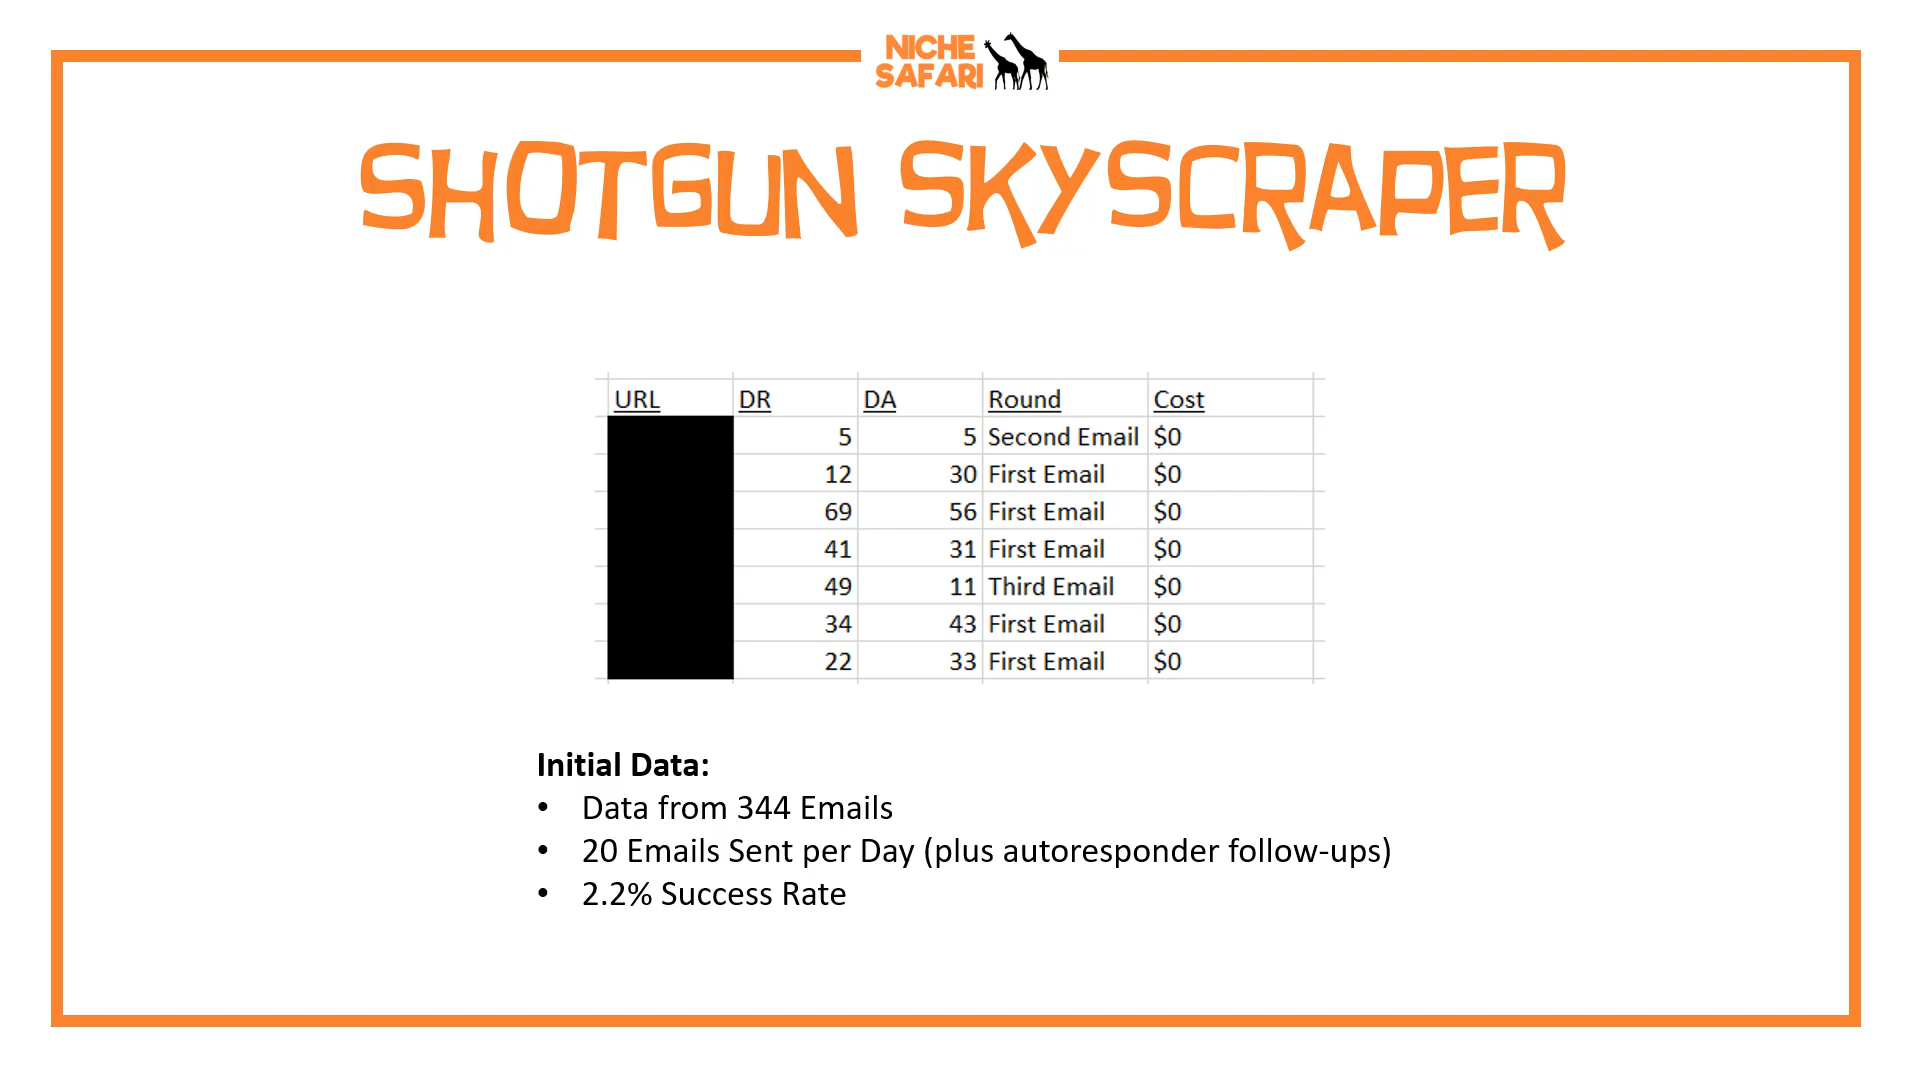 NICHE
SAFARI
SHOTGUN SKYSCRAPER
URL DR DA Round Cost
5 5 Second Email $0
12 30 First Email $0
69 56 First Email $0
41 31 First Email $0
49 11 Third Email $0
34 43 First Email $0
22 33 First Email $0
Initial Data:
• Data from 344 Emails
• 20 Emails Sent per Day (plus autoresponder follow-ups)
• 2.2% Success Rate